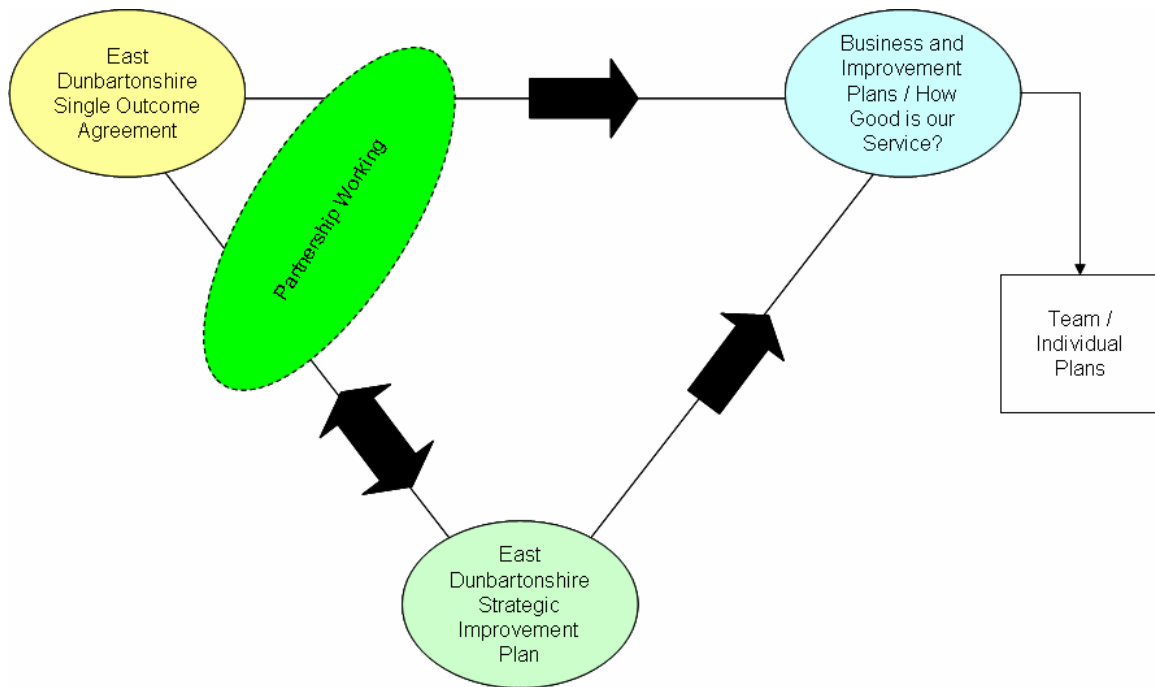 East
Dunbartonshire
Single Outcome
Agreement
Partnership Working
Business and
Improvement
Plans / How
Good is our
Service?
Team /
Individual
Plans
East
Dunbartonshire
Strategic
Improvement
Plan